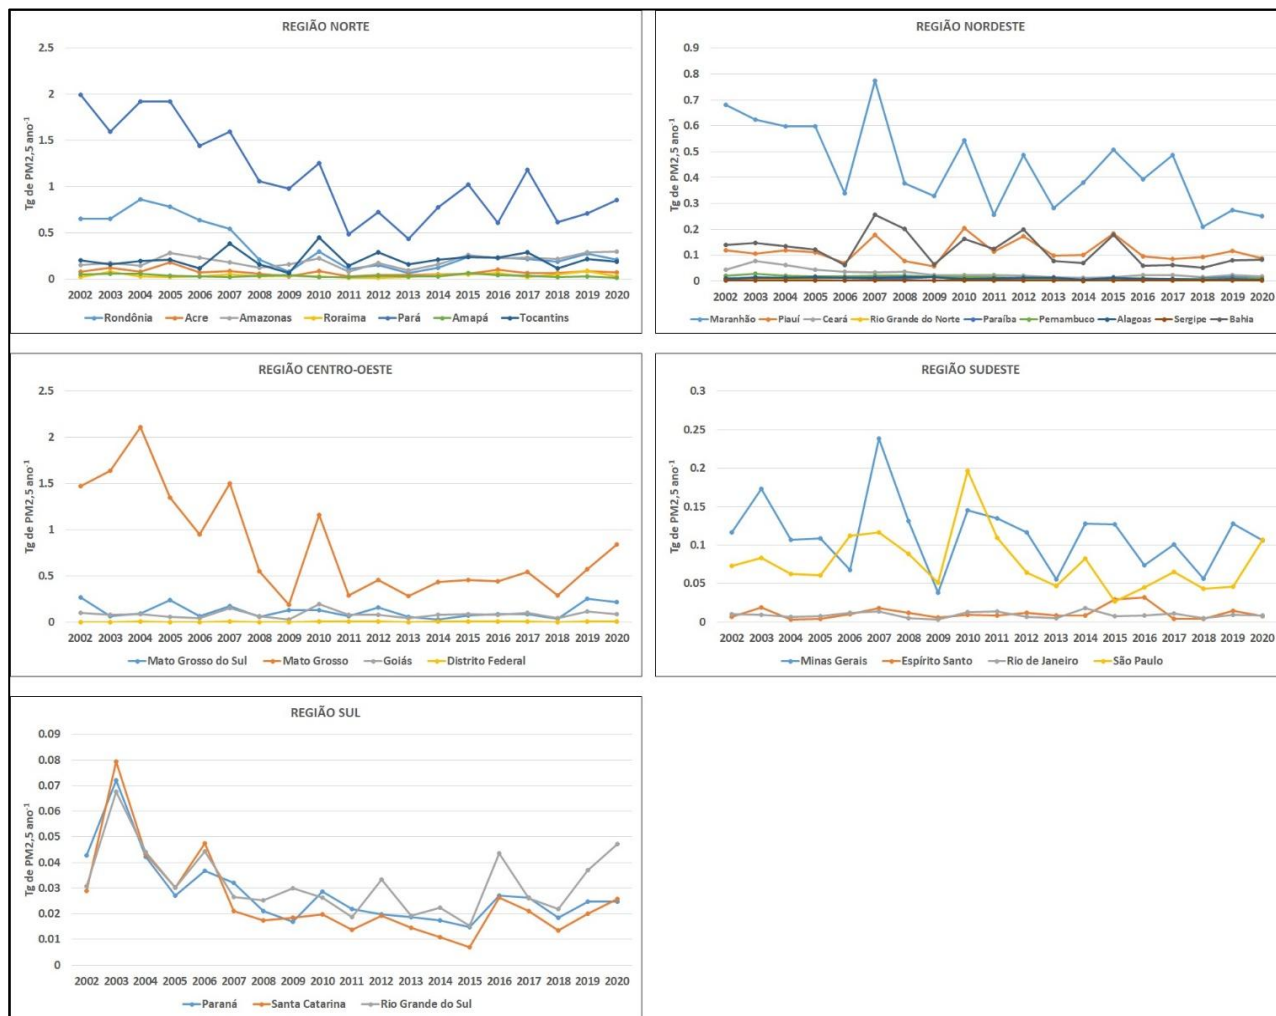 REGIÃO NORTE
Tg de PM2,5 ano-1
2.5
2
1.5
1
0.5
0
2002 2003 2004 2005 2006 2007 2008 2009 2010 2011 2012 2013 2014 2015 2016 2017 2018 2019 2020
Rondônia Acre Amazonas Roraima Pará Amapá Tocantins
REGIÃO NORDESTE
Tg de PM2,5 ano-1
0.9
0.8
0.7
0.6
0.5
0.4
0.3
0.2
0.1
0
2002 2003 2004 2005 2006 2007 2008 2009 2010 2011 2012 2013 2014 2015 2016 2017 2018 2019 2020
Maranhão Piauí Ceará Rio Grande do Norte Paraíba Pernambuco Alagoas Sergipe Bahia
REGIÃO CENTRO-OESTE
Tg de PM2,5 ano-1
2.5
2
1.5
1
0.5
0
2002 2003 2004 2005 2006 2007 2008 2009 2010 2011 2012 2013 2014 2015 2016 2017 2018 2019 2020
Mato Grosso do Sul Mato Grosso Goiás Distrito Federal
REGIÃO SUDESTE
Tg de PM2,5 ano-1
0.3
0.25
0.2
0.15
0.1
0.05
0
2002 2003 2004 2005 2006 2007 2008 2009 2010 2011 2012 2013 2014 2015 2016 2017 2018 2019 2020
Minas Gerais Espírito Santo Rio de Janeiro São Paulo
REGIÃO SUL
Tg de PM2,5 ano-1
0.09
0.08
0.07
0.06
0.05
0.04
0.03
0.02
0.01
0
2002 2003 2004 2005 2006 2007 2008 2009 2010 2011 2012 2013 2014 2015 2016 2017 2018 2019 2020
Paraná Santa Catarina Rio Grande do Sul